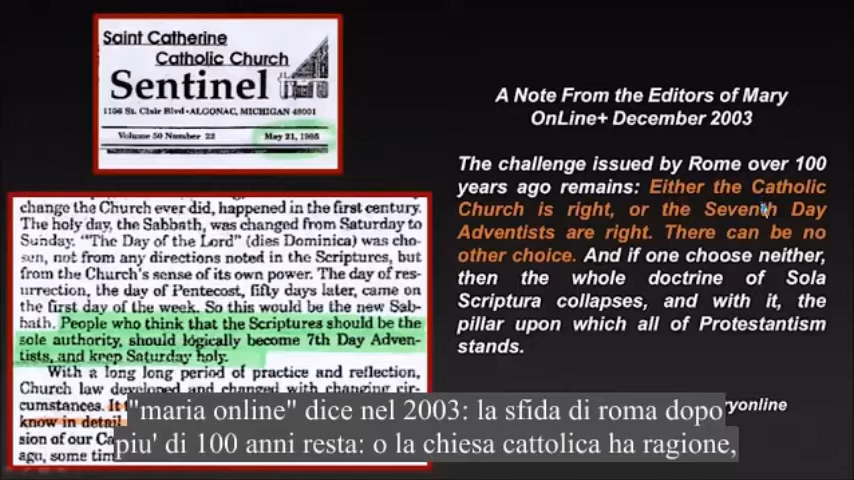 Saint Catherine
Catholic Church
Sentinel
1106 St. Clair Blvd•ALGONAC, MICHIGAN 48001
Volume 50 Number 22 May 21, 1995
change the Church ever did, happened in the first century.
The holy day, the Sabbath, was changed from Saturday to
Sunday. "The Day of the Lord" (dies Dominica) was cho-
sen, not from any directions noted in the Scriptures, but
from the Church's sense of its own power. The day of res-
urrection, the day of Pentecost, fifty days later, came on
the first day of the week. So this would be the new Sab-
bath. People who think that the Scriptures should be the
sole authority, should logically become 7th Day Adven-
tists, and keep Saturday holy.
With a long long period of practice and reflection,
Church law developed and changed with changing cir-
cumstances. It
know in detail
sion of our Ca
ago, some tim
A Note From the Editors of Mary
OnLine+ December 2003
The challenge issued by Rome over 100
years ago remains: Either the Catholic
Church is right, or the Seventh Day
Adventists are right. There can be no
other choice. And if one choose neither,
then the whole doctrine of Sola
Scriptura collapses, and with it, the
pillar upon which all of Protestantism
stands.
ryonline
"maria online" dice nel 2003: la sfida di roma dopo
piu' di 100 anni resta: o la chiesa cattolica ha ragione,